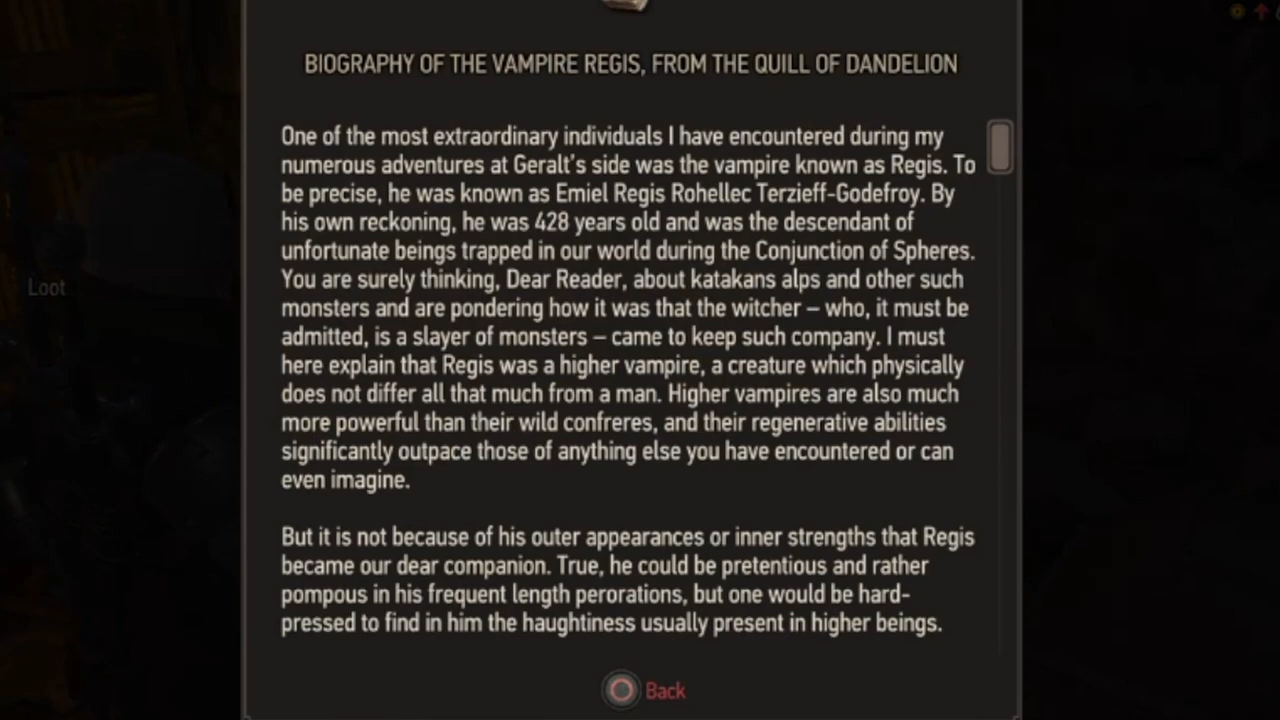 BIOGRAPHY OF THE VAMPIRE REGIS, FROM THE QUILL OF DANDELION
One of the most extraordinary individuals I have encountered during my
numerous adventures at Geralt's side was the vampire known as Regis. To
be precise, he was known as Emiel Regis Rohellec Terzieff-Godefroy. By
his own reckoning, he was 428 years old and was the descendant of
unfortunate beings trapped in our world during the Conjunction of Spheres.
You are surely thinking, Dear Reader, about katakans alps and other such
Loot
monsters and are pondering how it was that the witcher – who, it must be
admitted, is a slayer of monsters – came to keep such company. I must
here explain that Regis was a higher vampire, a creature which physically
does not differ all that much from a man. Higher vampires are also much
more powerful than their wild confreres, and their regenerative abilities
significantly outpace those of anything else you have encountered or can
even imagine.
But it is not because of his outer appearances or inner strengths that Regis
became our dear companion. True, he could be pretentious and rather
pompous in his frequent length perorations, but one would be hard-
pressed to find in him the haughtiness usually present in higher beings.
Back